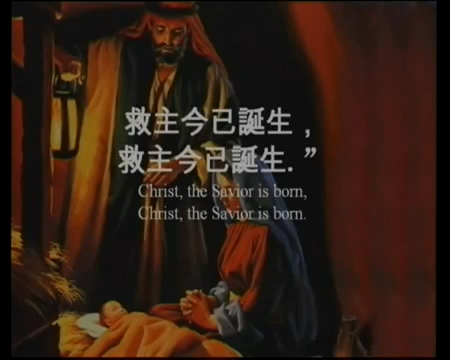 救主今已誕生，
救主今已誕生.”
Christ, the Savior is born,
Christ, the Savior is born.